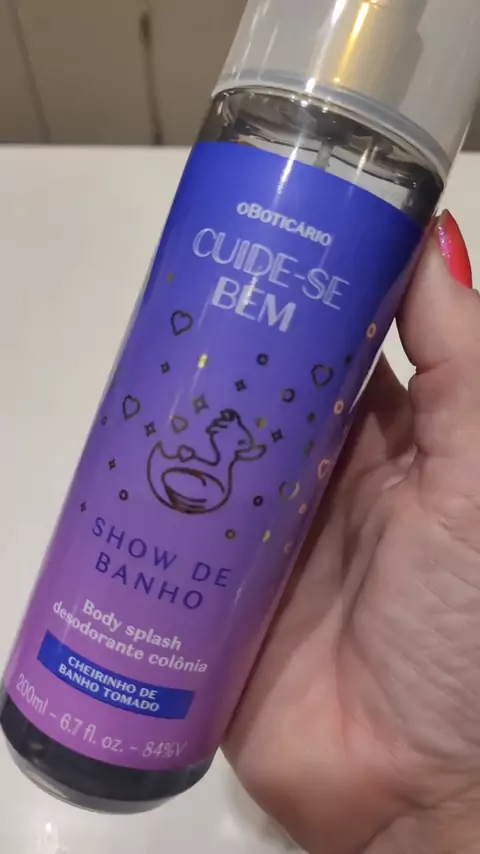 oBOTICÁRIO
CUIDE-SE
BEM
SHOW DE
BANHO
Body splash
desodorante colônia
CHEIRINHO DE
BANHO TOMADO
200ml - 6.7 fl. oz. - 84%V